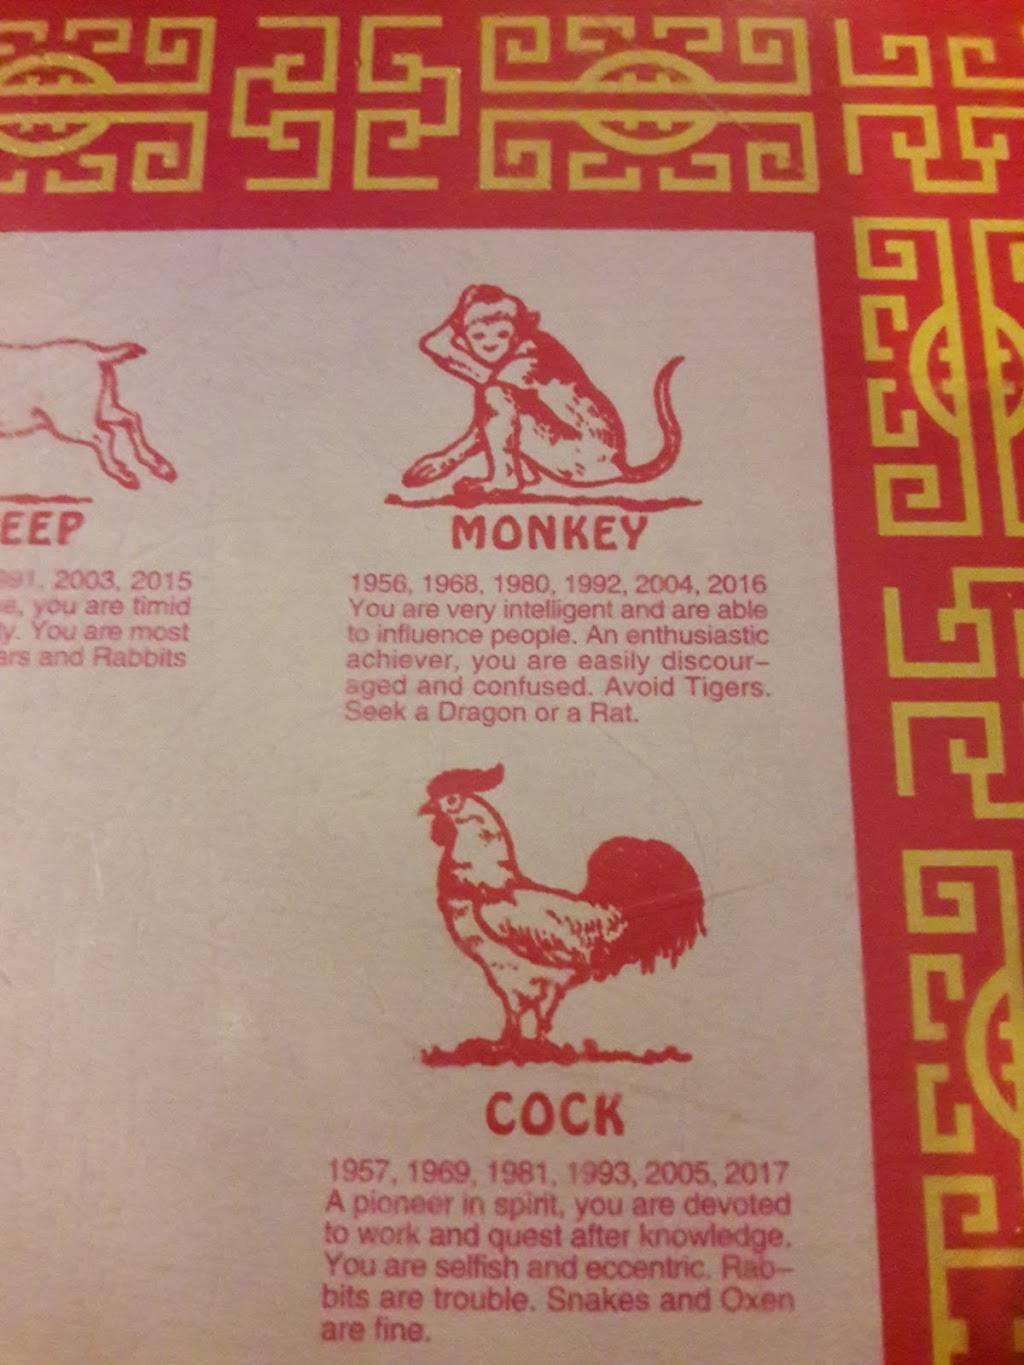 EEP
991, 2003, 2015
e, you are timid
ly. You are most
ars and Rabbits
MONKEY
1956, 1968, 1980, 1992, 2004, 2016
You are very intelligent and are able
to influence people. An enthusiastic
achiever, you are easily discour-
aged and confused. Avoid Tigers.
Seek a Dragon or a Rat.
COCK
1957, 1969, 1981, 1993, 2005, 2017
A pioneer in spirit, you are devoted
to work and quest after knowledge.
You are selfish and eccentric. Rab-
bits are trouble. Snakes and Oxen
are fine.